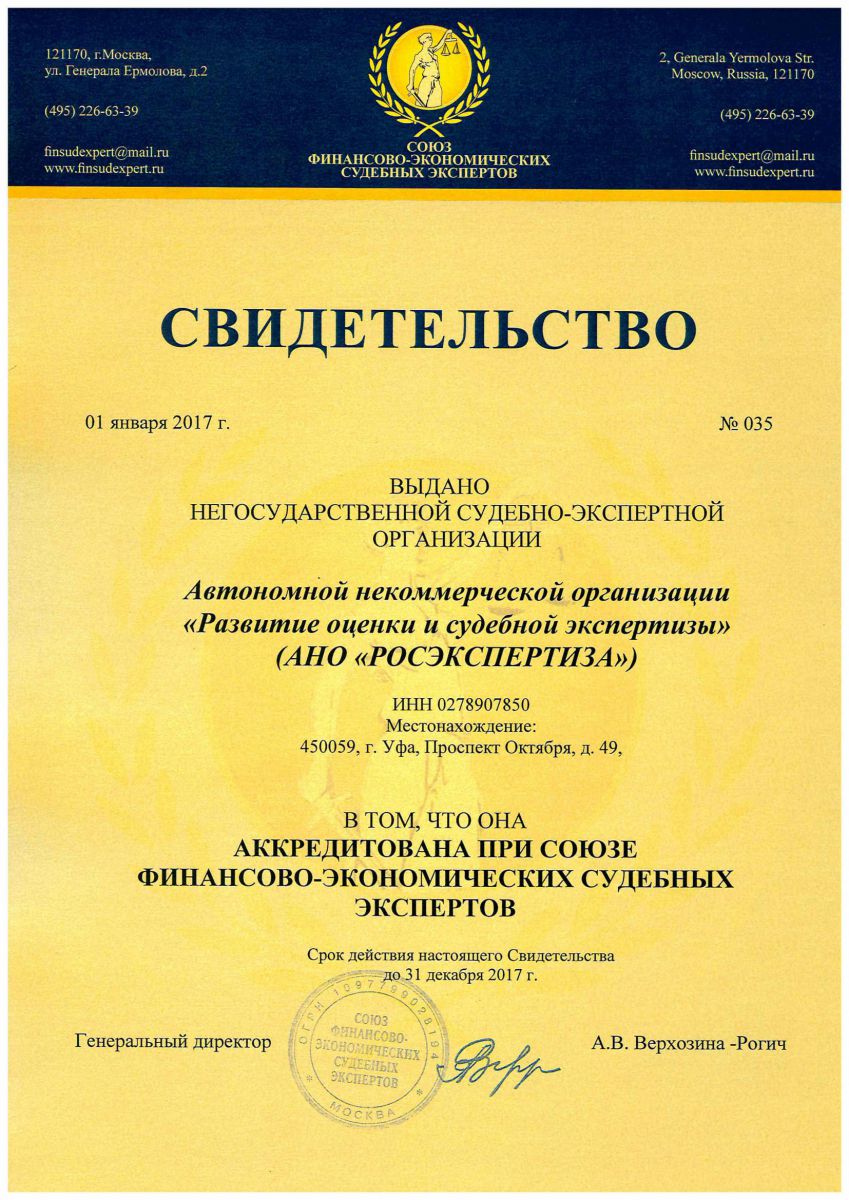 121170, г.Москва,
ул. Генерала Ермолова, д.2
(495) 226-63-39
finsudexpert@mail.ru
www.finsudexpert.ru
СОЮЗ
ФИНАНСОВО-ЭКОНОМИЧЕСКИХ
СУДЕБНЫХ ЭКСПЕРТОВ
2, Generala Yermolova Str.
Moscow, Russia, 121170
(495) 226-63-39
finsudexpert@mail.ru
www.finsudexpert.ru
СВИДЕТЕЛЬСТВО
01 января 2017 г.
№ 035
ВЫДАНО
НЕГОСУДАРСТВЕННОЙ СУДЕБНО-ЭКСПЕРТНОЙ
ОРГАНИЗАЦИИ
Автономной некоммерческой организации
«Развитие оценки и судебной экспертизы»
(АНО «РОСЭКСПЕРТИЗА»)
ИНН 0278907850
Местонахождение:
450059, г. Уфа, Проспект Октября, д. 49,
В ТОМ, ЧТО ОНА
АККРЕДИТОВАНА ПРИ СОЮЗЕ
ФИНАНСОВО-ЭКОНОМИЧЕСКИХ СУДЕБНЫХ
ЭКСПЕРТОВ
Срок действия настоящего Свидетельства
до 31 декабря 2017 г.
Генеральный директор
ОГРН 1097799028194
СОЮЗ
ФИНАНСОВО-
ЭКОНОМИЧЕСКИХ
СУДЕБНЫХ
ЭКСПЕРТОВ
* МОСКВА *
А.В. Верхозина -Рогич